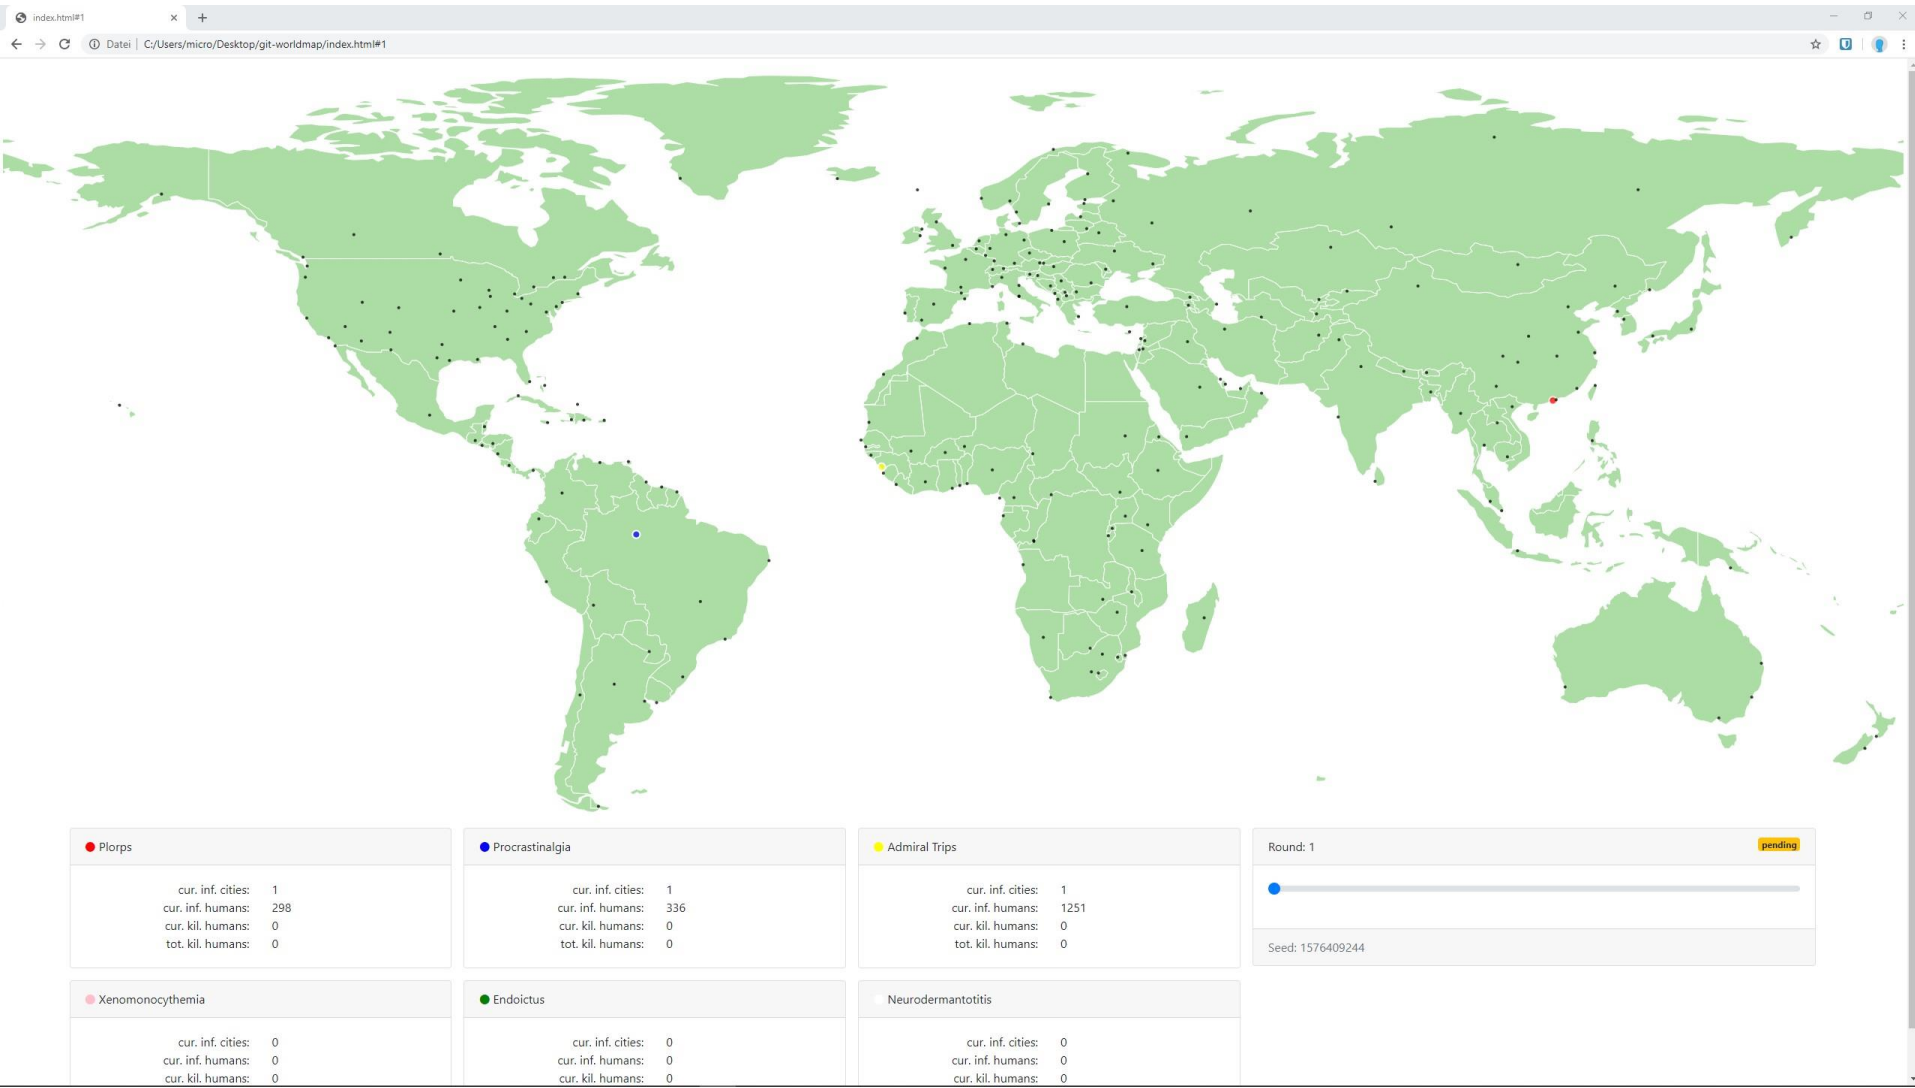 index.html#1
Datei
C:/Users/micro/Desktop/git-worldmap/index.html#1
Plorps
cur. inf. cities: 1
cur. inf. humans: 298
cur. kil. humans: 0
tot. kil. humans: 0
Procrastinalgia
cur. inf. cities: 1
cur. inf. humans: 336
cur. kil. humans: 0
tot. kil. humans: 0
Admiral Trips
cur. inf. cities: 1
cur. inf. humans: 1251
cur. kil. humans: 0
tot. kil. humans: 0
Round: 1
pending
Seed: 1576409244
Xenomonocythemia
cur. inf. cities: 0
cur. inf. humans: 0
cur. kil. humans: 0
Endoictus
cur. inf. cities: 0
cur. inf. humans: 0
cur. kil. humans: 0
Neurodermantotitis
cur. inf. cities: 0
cur. inf. humans: 0
cur. kil. humans: 0